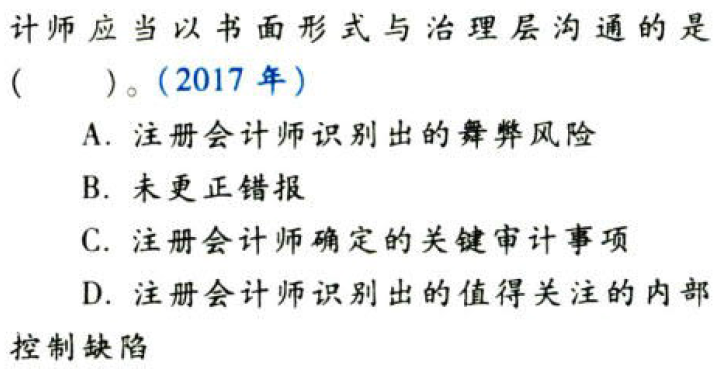 计师应当以书面形式与治理层沟通的是
(    )。(2017 年)
A. 注册会计师识别出的舞弊风险
B. 未更正错报
C. 注册会计师确定的关键审计事项
D. 注册会计师识别出的值得关注的内部
控制缺陷